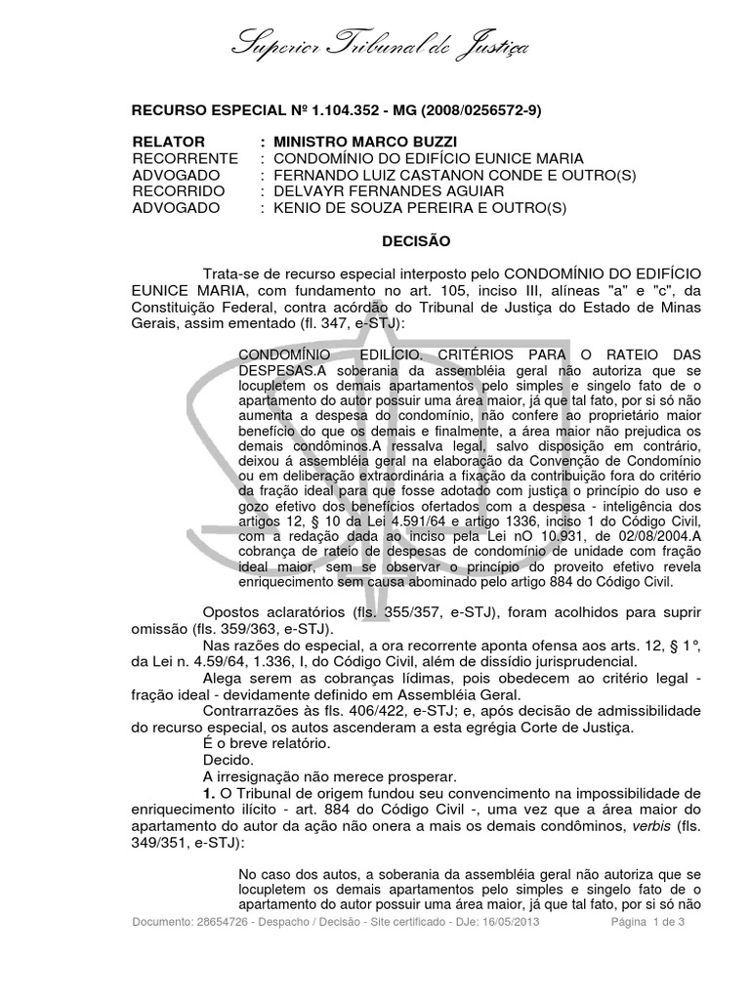 Superior Tribunal de Justiça
RECURSO ESPECIAL Nº 1.104.352 - MG (2008/0256572-9)
RELATOR : MINISTRO MARCO BUZZI
RECORRENTE : CONDOMÍNIO DO EDIFÍCIO EUNICE MARIA
ADVOGADO : FERNANDO LUIZ CASTANON CONDE E OUTRO(S)
RECORRIDO : DELVAYR FERNANDES AGUIAR
ADVOGADO : KENIO DE SOUZA PEREIRA E OUTRO(S)
DECISÃO
Trata-se de recurso especial interposto pelo CONDOMÍNIO DO EDIFÍCIO
EUNICE MARIA, com fundamento no art. 105, inciso III, alíneas "a" e "c", da
Constituição Federal, contra acórdão do Tribunal de Justiça do Estado de Minas
Gerais, assim ementado (fl. 347, e-STJ):
CONDOMÍNIO EDILÍCIO. CRITÉRIOS PARA O RATEIO DAS
DESPESAS.A soberania da assembléia geral não autoriza que se
locupletem os demais apartamentos pelo simples e singelo fato de o
apartamento do autor possuir uma área maior, já que tal fato, por si só não
aumenta a despesa do condomínio, não confere ao proprietário maior
benefício do que os demais e finalmente, a área maior não prejudica os
demais condôminos.A ressalva legal, salvo disposição em contrário,
deixou á assembléia geral na elaboração da Convenção de Condomínio
ou em deliberação extraordinária a fixação da contribuição fora do critério
da fração ideal para que fosse adotado com justiça o princípio do uso e
gozo efetivo dos benefícios ofertados com a despesa - inteligência dos
artigos 12, § 10 da Lei 4.591/64 e artigo 1336, inciso 1 do Código Civil,
com a redação dada ao inciso pela Lei nO 10.931, de 02/08/2004.A
cobrança de rateio de despesas de condomínio de unidade com fração
ideal maior, sem se observar o princípio do proveito efetivo revela
enriquecimento sem causa abominado pelo artigo 884 do Código Civil.
Opostos aclaratórios (fls. 355/357, e-STJ), foram acolhidos para suprir
omissão (fls. 359/363, e-STJ).
Nas razões do especial, a ora recorrente aponta ofensa aos arts. 12, § 1º,
da Lei n. 4.59/64, 1.336, I, do Código Civil, além de dissídio jurisprudencial.
Alega serem as cobranças lídimas, pois obedecem ao critério legal -
fração ideal - devidamente definido em Assembléia Geral.
Contrarrazões às fls. 406/422, e-STJ; e, após decisão de admissibilidade
do recurso especial, os autos ascenderam a esta egrégia Corte de Justiça.
É o breve relatório.
Decido.
A irresignação não merece prosperar.
1. O Tribunal de origem fundou seu convencimento na impossibilidade de
enriquecimento ilícito - art. 884 do Código Civil -, uma vez que a área maior do
apartamento do autor da ação não onera a mais os demais condôminos, verbis (fls.
349/351, e-STJ):
No caso dos autos, a soberania da assembléia geral não autoriza que se
locupletem os demais apartamentos pelo simples e singelo fato de o
apartamento do autor possuir uma área maior, já que tal fato, por si só não
Documento: 28654726 - Despacho / Decisão - Site certificado - DJe: 16/05/2013 Página 1 de 3